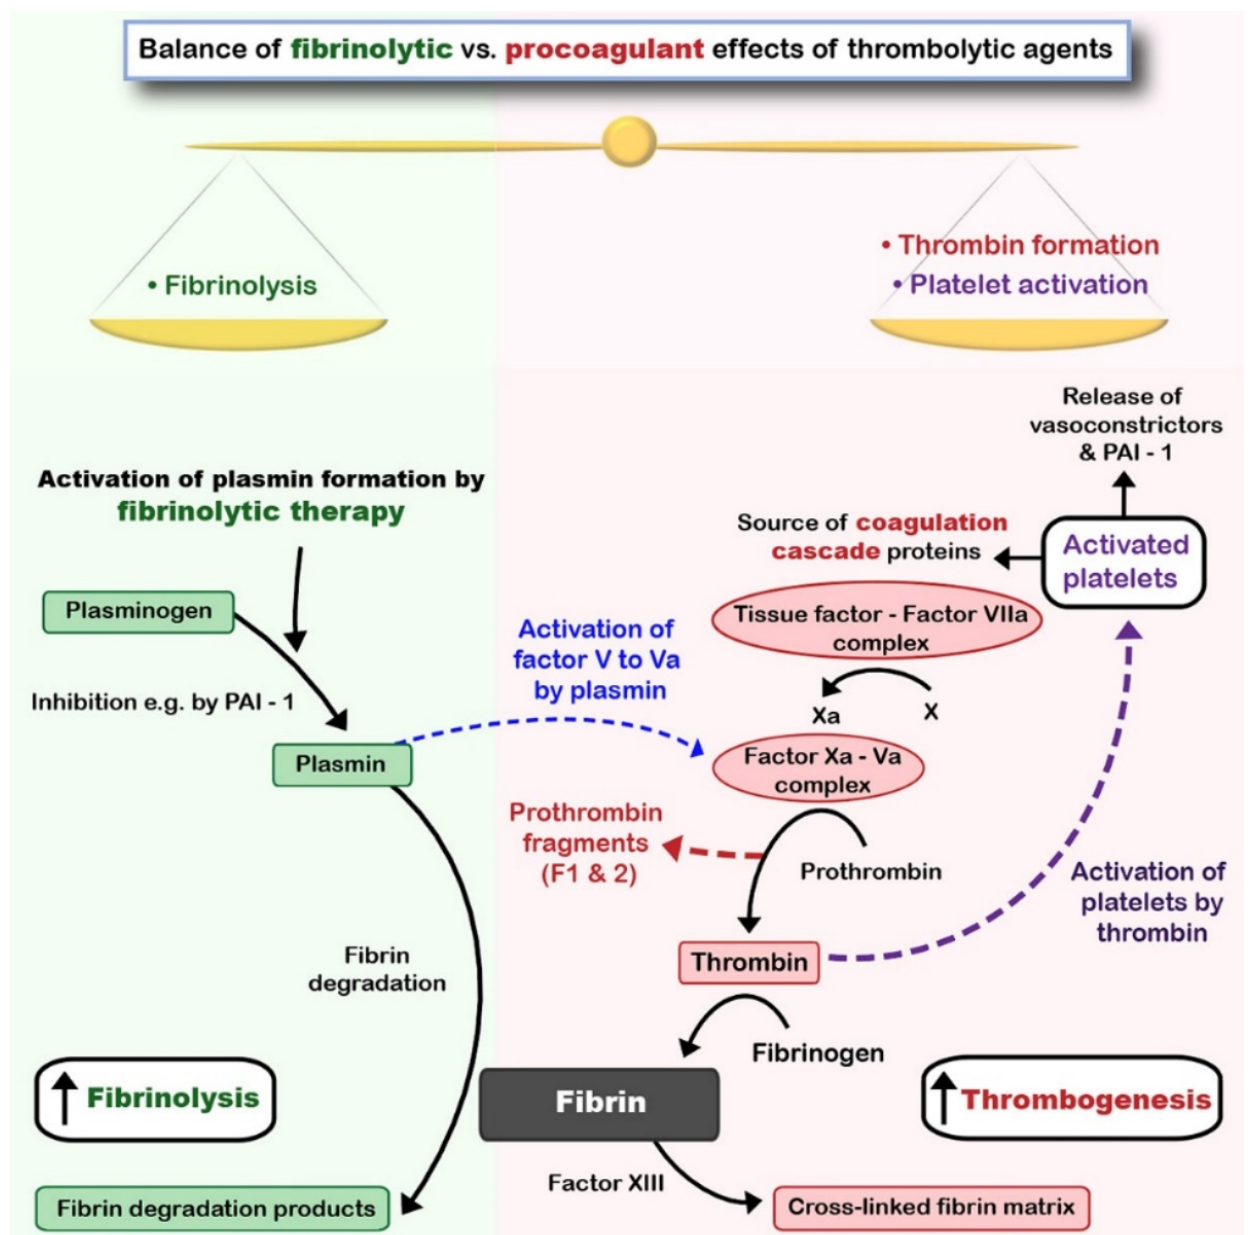 Balance of fibrinolytic vs. procoagulant effects of thrombolytic agents
• Fibrinolysis
• Thrombin formation
• Platelet activation
Release of
vasoconstrictors
& PAI - 1
Activation of plasmin formation by
fibrinolytic therapy
Source of coagulation
cascade proteins
Activated
platelets
Plasminogen
Tissue factor - Factor VIIa
complex
Activation of
factor V to Va
by plasmin
Inhibition e.g. by PAI - 1
Xa
X
Plasmin
Factor Xa - Va
complex
Prothrombin
fragments
(F1 & 2)
Prothrombin
Activation of
platelets by
thrombin
Fibrin
degradation
Thrombin
Fibrinogen
Fibrinolysis
Fibrin
Thrombogenesis
Factor XIII
Fibrin degradation products
Cross-linked fibrin matrix